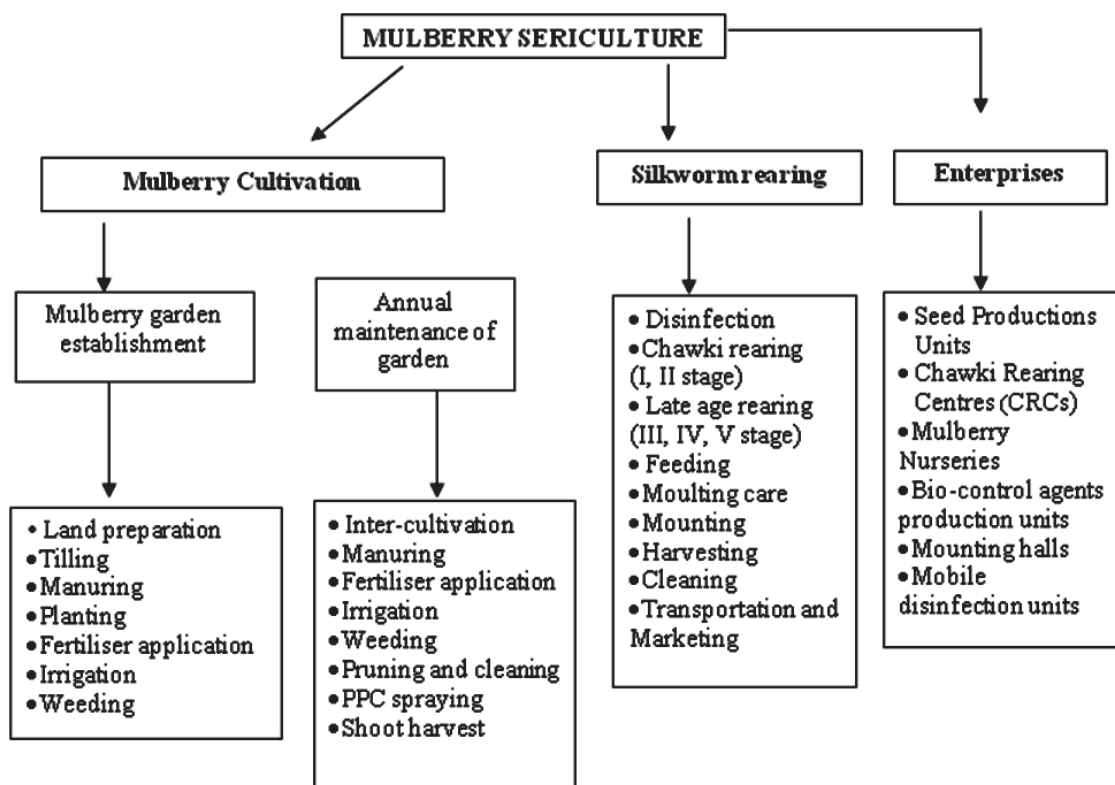 MULBERRY SERICULTURE
Mulberry Cultivation
Silkworm rearing
Enterprises
Mulberry garden
establishment
Annual
maintenance of
garden
• Land preparation
•Tilling
•Manuring
•Planting
•Fertiliser application
•Irrigation
•Weeding
•Inter-cultivation
•Manuring
•Fertiliser application
•Irrigation
•Weeding
•Pruning and cleaning
•PPC spraying
•Shoot harvest
• Disinfection
•Chawki rearing
(I, II stage)
•Late age rearing
(III, IV, V stage)
•Feeding
•Moulting care
•Mounting
•Harvesting
•Cleaning
•Transportation and
Marketing
• Seed Productions
Units
•Chawki Rearing
Centres (CRCs)
•Mulberry
Nurseries
•Bio-control agents
production units
•Mounting halls
•Mobile
disinfection units